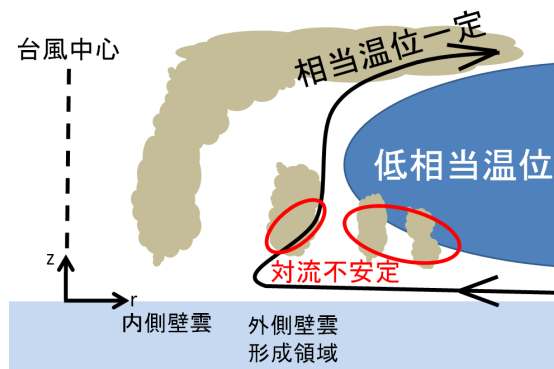 台風中心
相当温位一定
低相当温位
対流不安定
z
r
内側壁雲
外側壁雲
形成領域